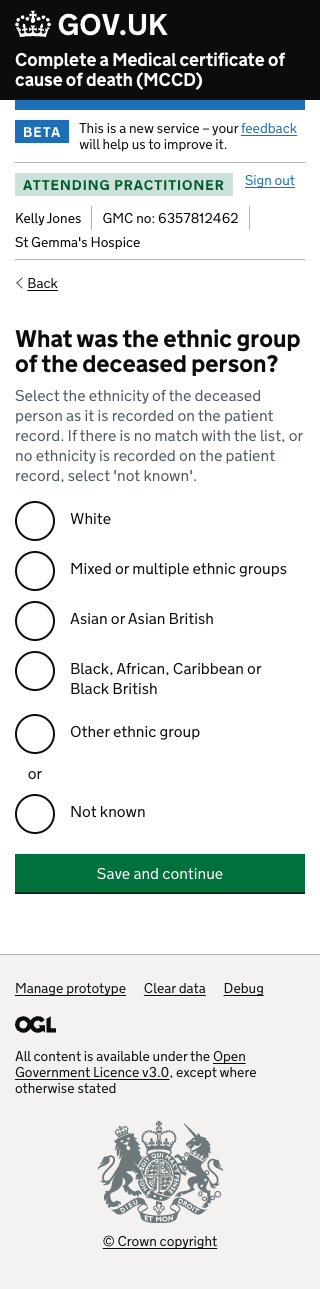 GOV.UK
Complete a Medical certificate of
cause of death (MCCD)
BETA
This is a new service – your feedback
will help us to improve it.
ATTENDING PRACTITIONER
Sign out
Kelly Jones
GMC no: 6357812462
St Gemma's Hospice
Back
What was the ethnic group
of the deceased person?
Select the ethnicity of the deceased
person as it is recorded on the patient
record. If there is no match with the list, or
no ethnicity is recorded on the patient
record, select 'not known'.
White
Mixed or multiple ethnic groups
Asian or Asian British
Black, African, Caribbean or
Black British
Other ethnic group
or
Not known
Save and continue
Manage prototype Clear data Debug
OGL
All content is available under the Open
Government Licence v3.0, except where
otherwise stated
DIEU ET MON DROIT
© Crown copyright